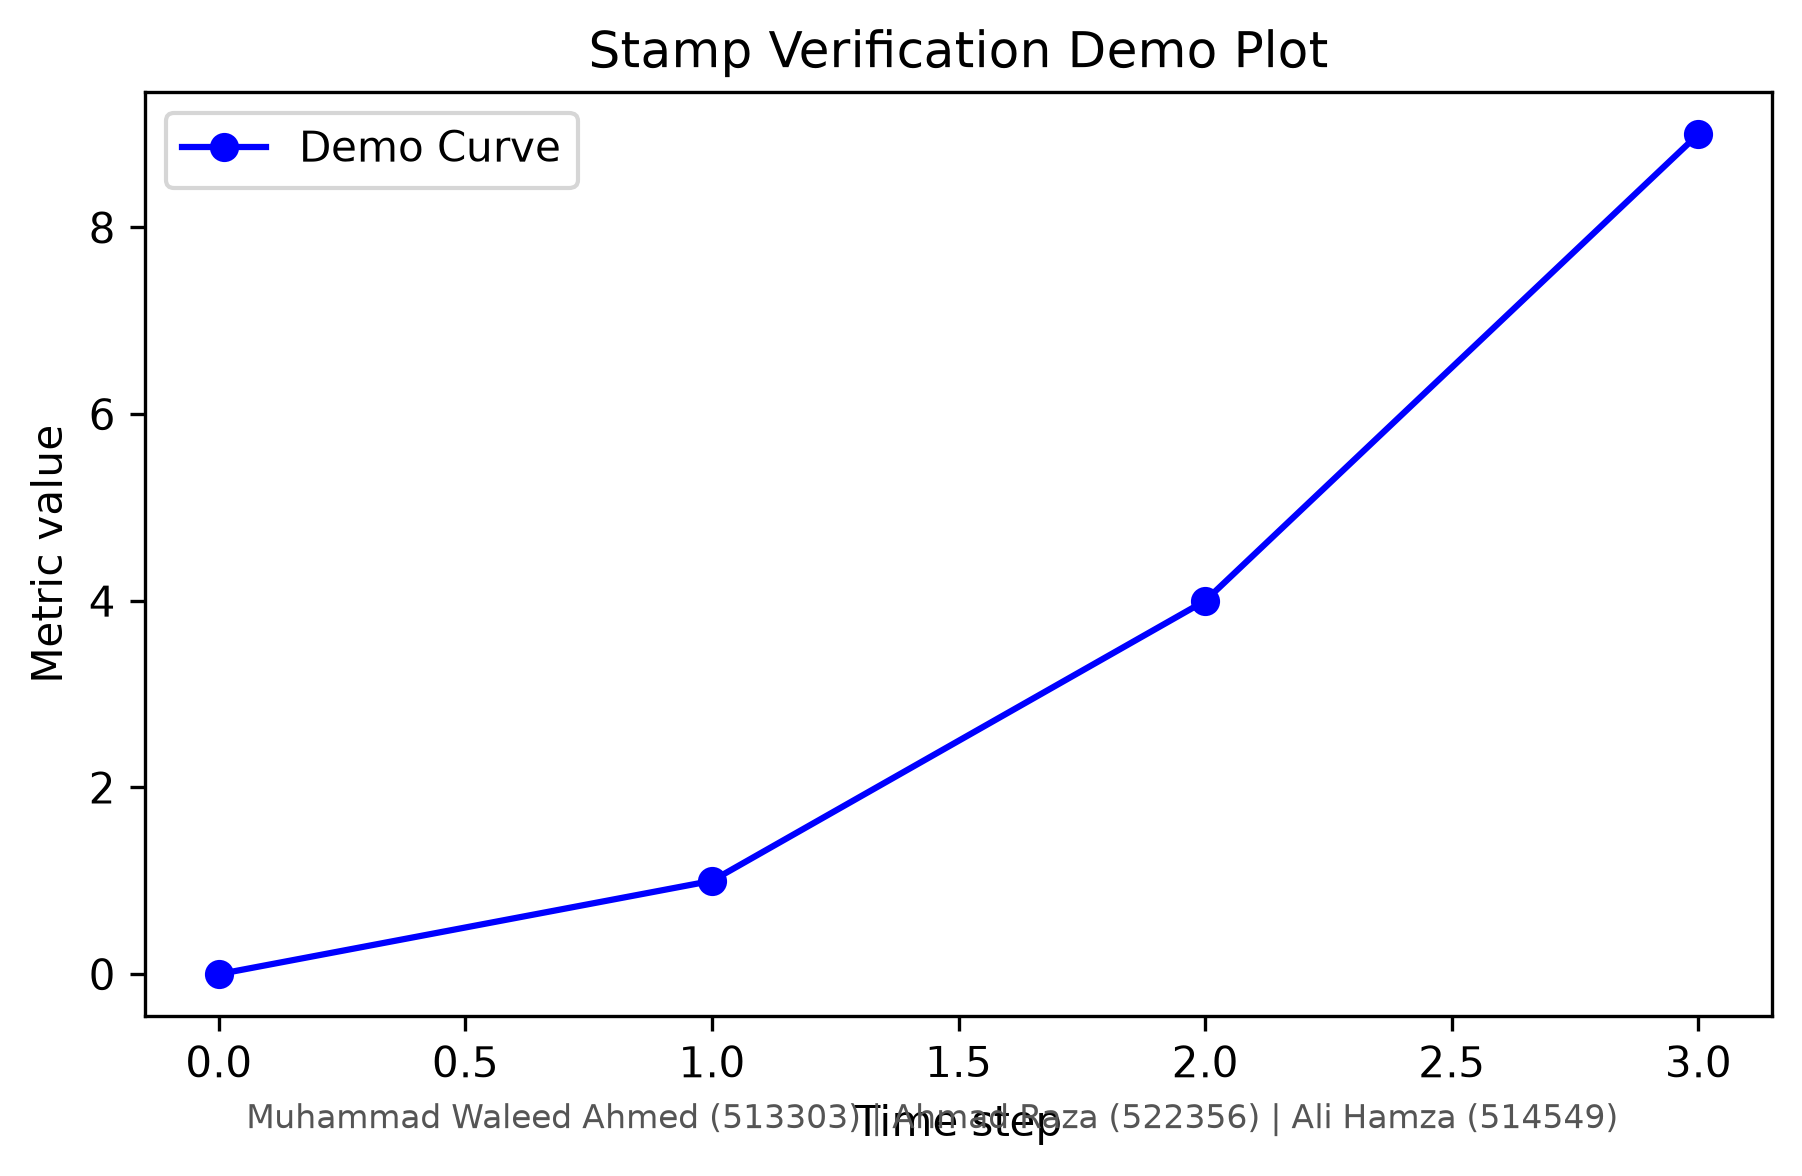 Stamp Verification Demo Plot
Demo Curve
Metric value
8
6
4
2
0
0.0 0.5 1.0 1.5 2.0 2.5 3.0
Time step
Muhammad Waleed Ahmed (513303) | Ahmad Raza (522356) | Ali Hamza (514549)